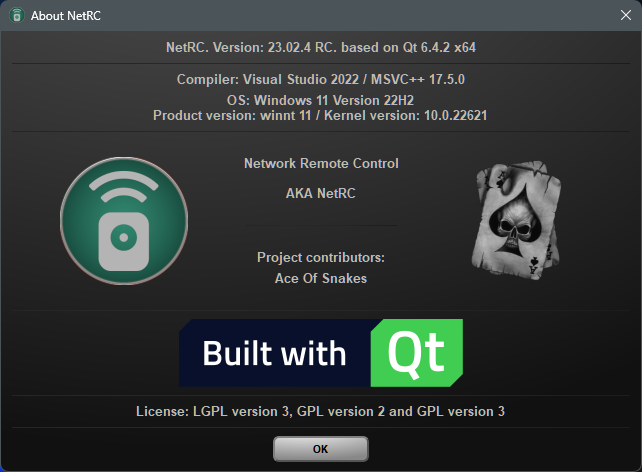 About NetRC
NetRC. Version: 23.02.4 RC. based on Qt 6.4.2 x64
Compiler: Visual Studio 2022 / MSVC++ 17.5.0
OS: Windows 11 Version 22H2
Product version: winnt 11 / Kernel version: 10.0.22621
Network Remote Control
AKA NetRC
Project contributors:
Ace Of Snakes
Built with Qt
License: LGPL version 3, GPL version 2 and GPL version 3
OK